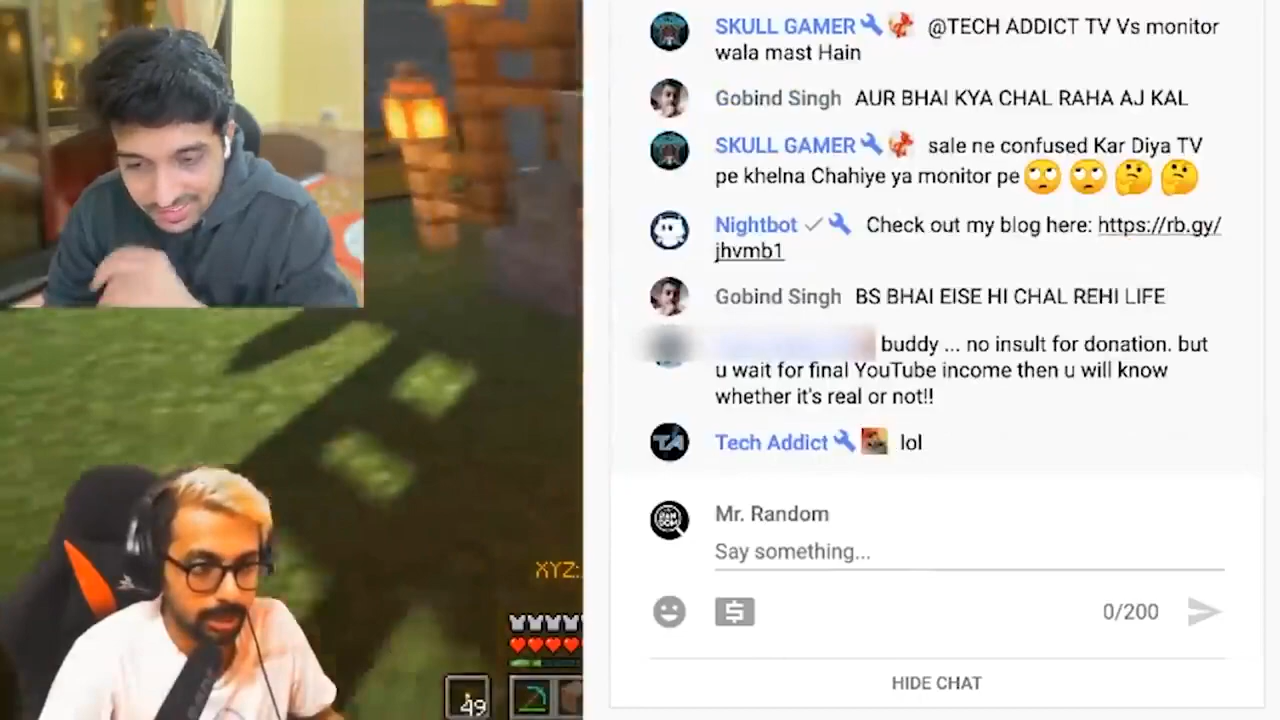 SKULL GAMER @TECH ADDICT TV Vs monitor
wala mast Hain
Gobind Singh AUR BHAI KYA CHAL RAHA AJ KAL
SKULL GAMER sale ne confused Kar Diya TV
pe khelna Chahiye ya monitor pe
Nightbot Check out my blog here: https://rb.gy/
jhvmb1
Gobind Singh BS BHAI EISE HI CHAL REHI LIFE
buddy ... no insult for donation. but
u wait for final YouTube income then u will know
whether it's real or not!!
TA Tech Addict lol
RANDOM Mr. Random
Say something...
0/200
HIDE CHAT
XYZ:
49